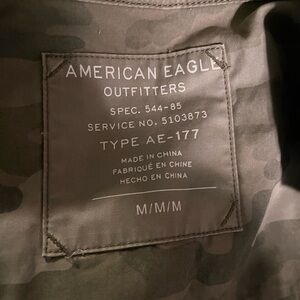 AMERICAN EAGLE
OUTFITTERS
SPEC. 544-85
SERVICE NO. 5103873
TYPE AE-177
MADE IN CHINA
FABRIQUÉ EN CHINE
HECHO EN CHINA
M/M/M